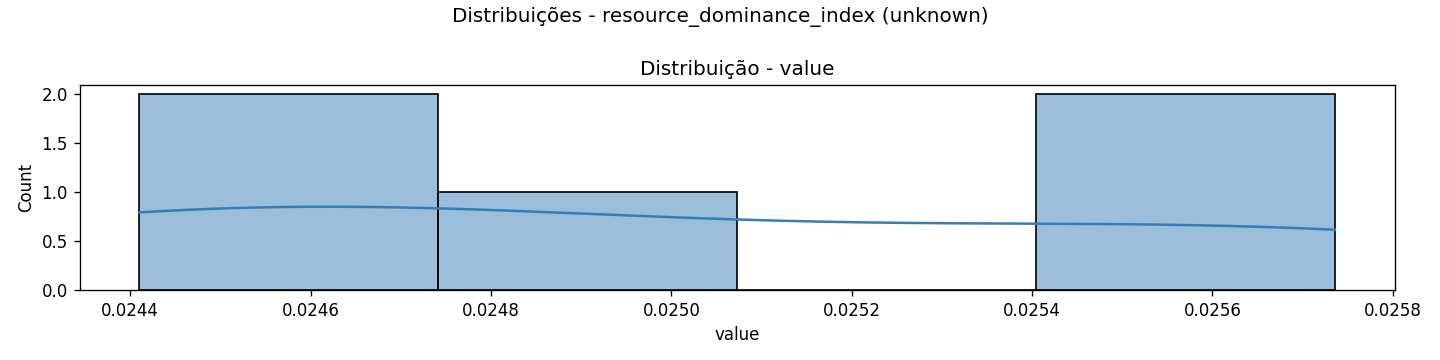 Distribuições - resource_dominance_index (unknown)
Distribuição - value
2.0
1.5
1.0
0.5
0.0
Count
0.0244 0.0246 0.0248 0.0250 0.0252 0.0254 0.0256 0.0258
value